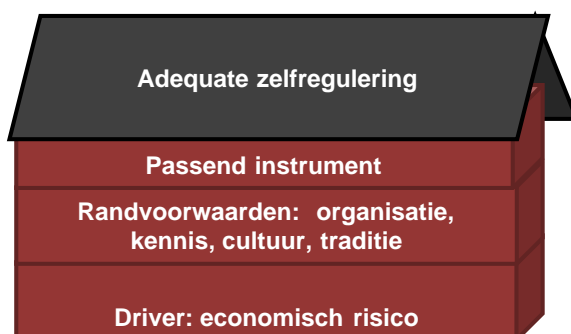 Adequate zelfregulering
Passend instrument
Randvoorwaarden: organisatie,
kennis, cultuur, traditie
Driver: economisch risico